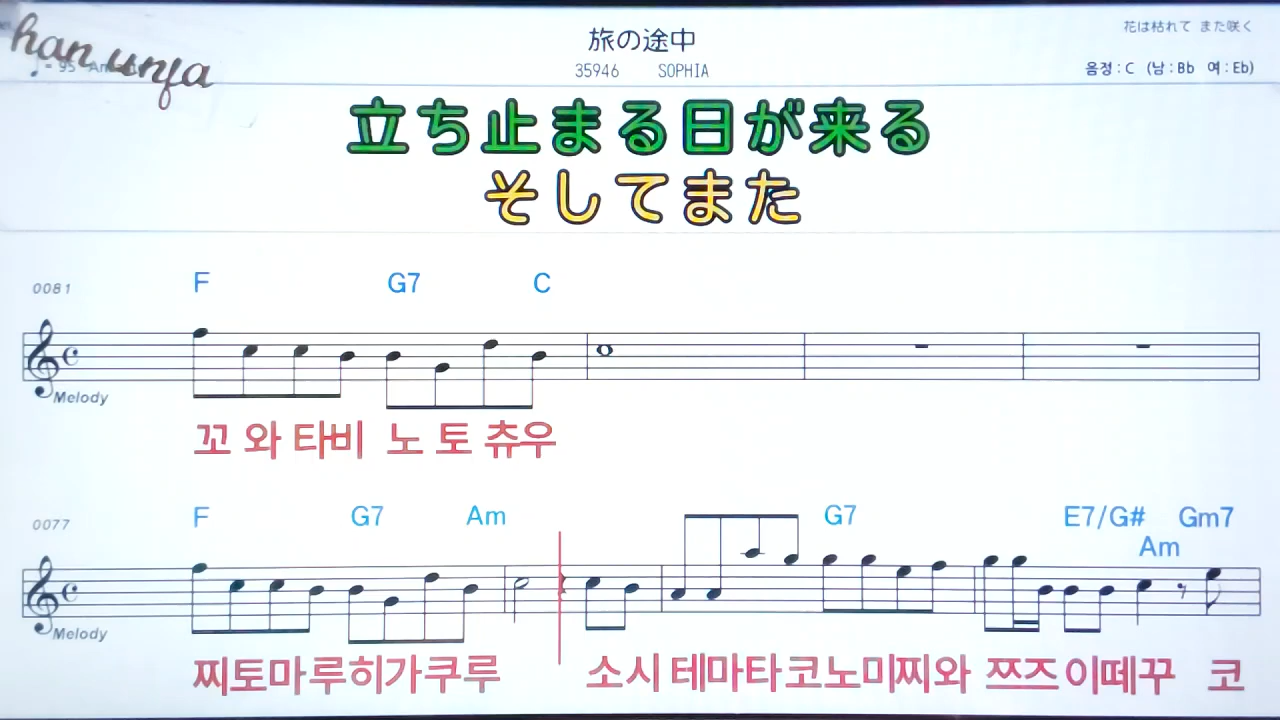 han unja
旅の途中
花は枯れて また咲く
35946 SOPHIA
음정 : C (남 : Bb 여 : Eb)
立ち止まる日が来る
そしてまた
F G7 C
0081
Melody
꼬 와 타비 노 토 츄우
F G7 Am G7 E7/G# Gm7
Am
0077
Melody
찌토마루히가쿠루 소시 테마타코노미찌와 쯔즈이떼꾸 코